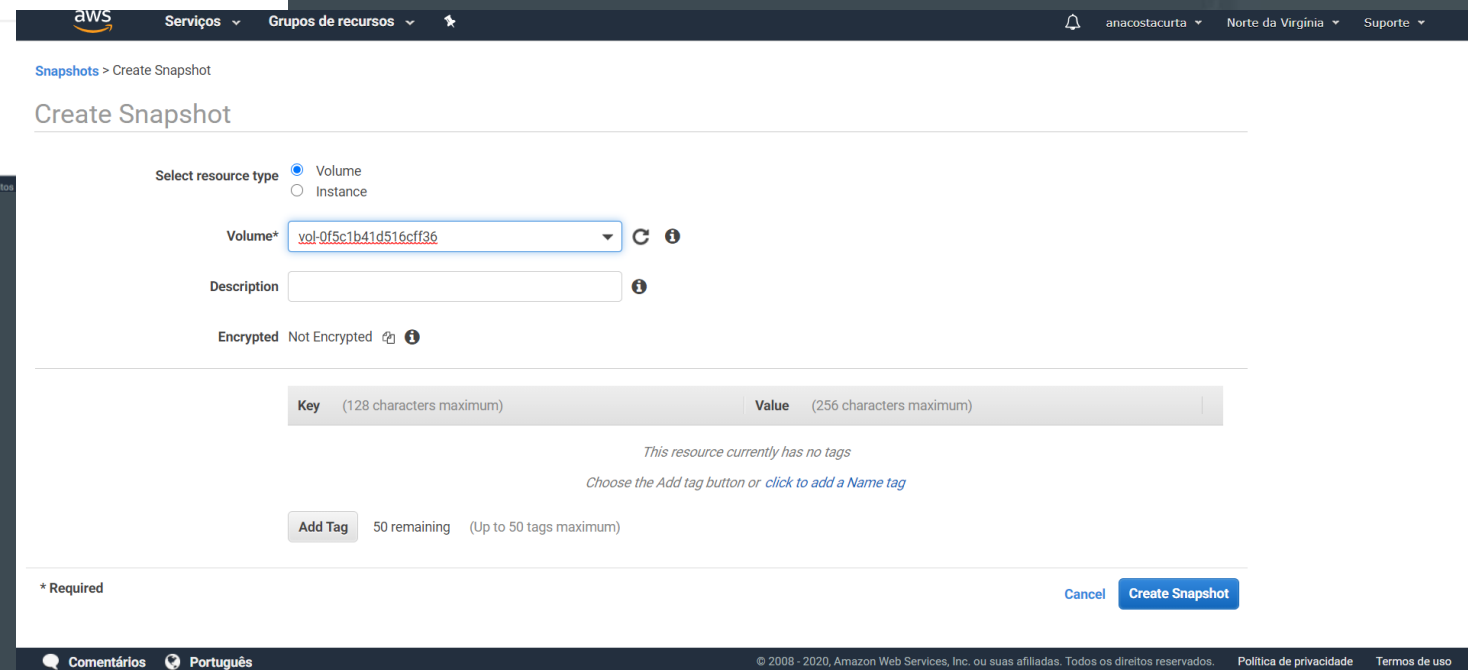 aws Serviços Grupos de recursos anacostacurta Norte da Virgínia Suporte
Snapshots > Create Snapshot
Create Snapshot
Select resource type Volume
Instance
tos
Volume* vol-0f5c1b41d516cff36
Description
Encrypted Not Encrypted
Key (128 characters maximum) Value (256 characters maximum)
This resource currently has no tags
Choose the Add tag button or click to add a Name tag
Add Tag 50 remaining (Up to 50 tags maximum)
* Required
Cancel Create Snapshot
Comentários Português © 2008 - 2020, Amazon Web Services, Inc. ou suas afiliadas. Todos os direitos reservados. Política de privacidade Termos de uso